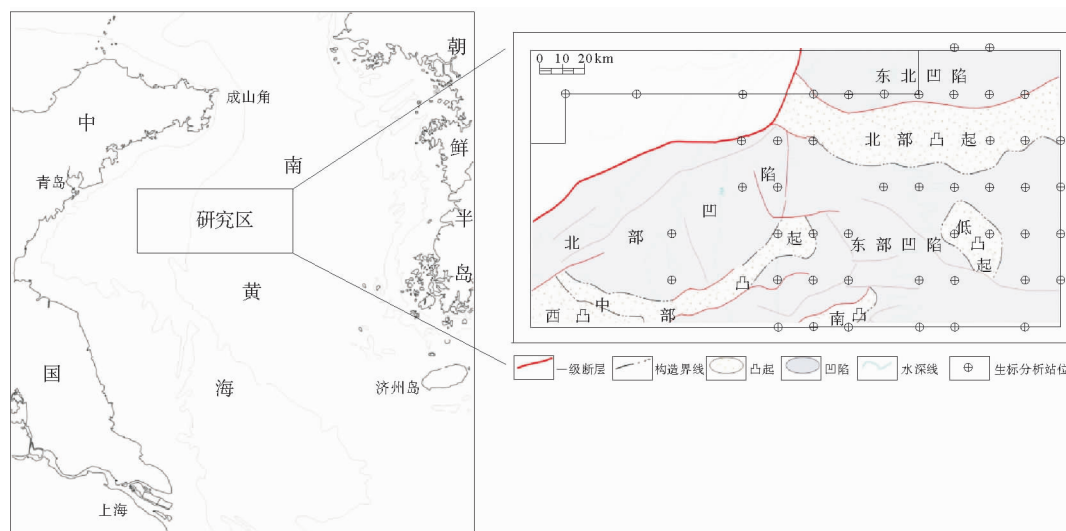 朝鲜半岛
成山角
中国
青岛
南黄海
研究区
济州岛
上海
0 10 20km
东北凹陷
北部凸起
北部凹陷
东部凹陷
低凸起
中部凸起
西凸
南凸
一级断层
构造界线
凸起
凹陷
水深线
生标分析站位